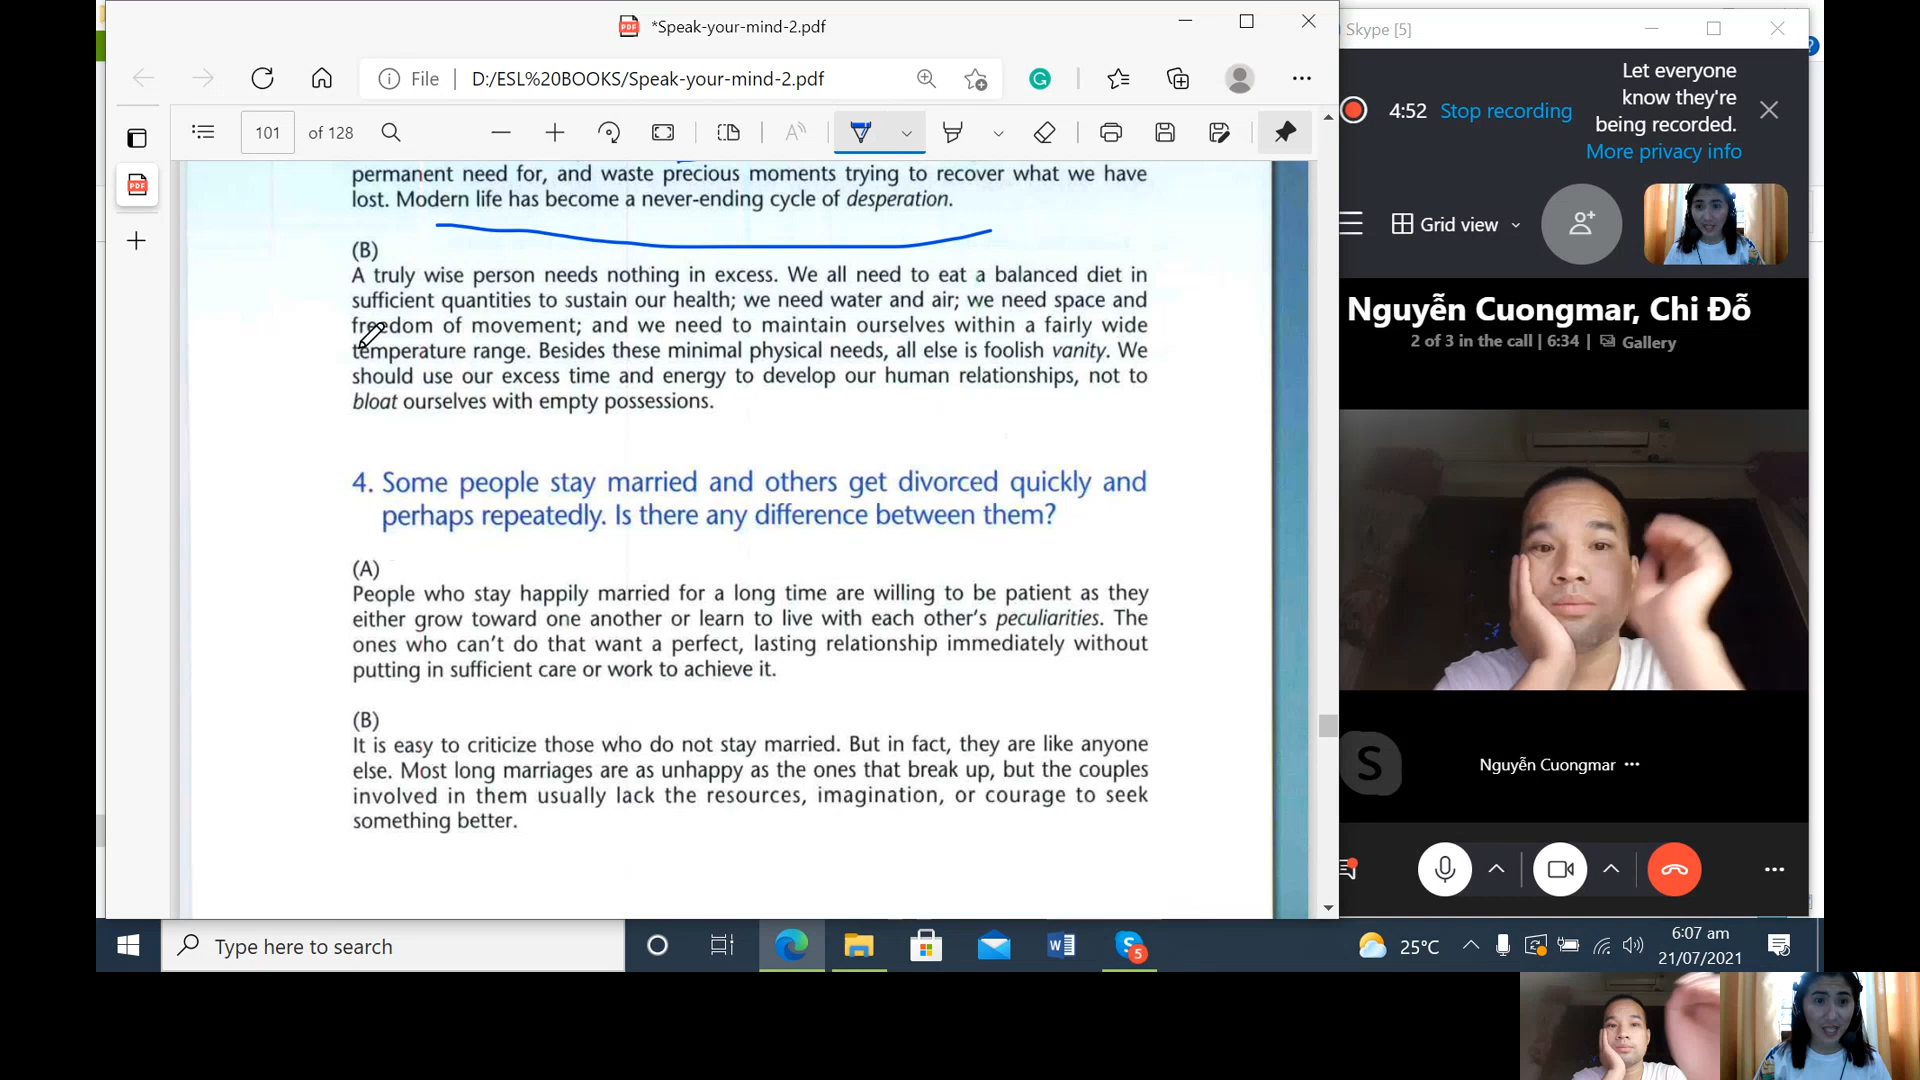 *Speak-your-mind-2.pdf
File
D:/ESL%20BOOKS/Speak-your-mind-2.pdf
101 of 128
permanent need for, and waste precious moments trying to recover what we have
lost. Modern life has become a never-ending cycle of desperation.
(B)
A truly wise person needs nothing in excess. We all need to eat a balanced diet in
sufficient quantities to sustain our health; we need water and air; we need space and
freedom of movement; and we need to maintain ourselves within a fairly wide
temperature range. Besides these minimal physical needs, all else is foolish vanity. We
should use our excess time and energy to develop our human relationships, not to
bloat ourselves with empty possessions.
4. Some people stay married and others get divorced quickly and
perhaps repeatedly. Is there any difference between them?
(A)
People who stay happily married for a long time are willing to be patient as they
either grow toward one another or learn to live with each other's peculiarities. The
ones who can't do that want a perfect, lasting relationship immediately without
putting in sufficient care or work to achieve it.
(B)
It is easy to criticize those who do not stay married. But in fact, they are like anyone
else. Most long marriages are as unhappy as the ones that break up, but the couples
involved in them usually lack the resources, imagination, or courage to seek
something better.
Skype [5]
4:52 Stop recording
Let everyone
know they're
being recorded.
More privacy info
Grid view
Nguyễn Cuongmar, Chi Đỗ
2 of 3 in the call | 6:34 | Gallery
S
Nguyễn Cuongmar
Type here to search
25°C
6:07 am
21/07/2021